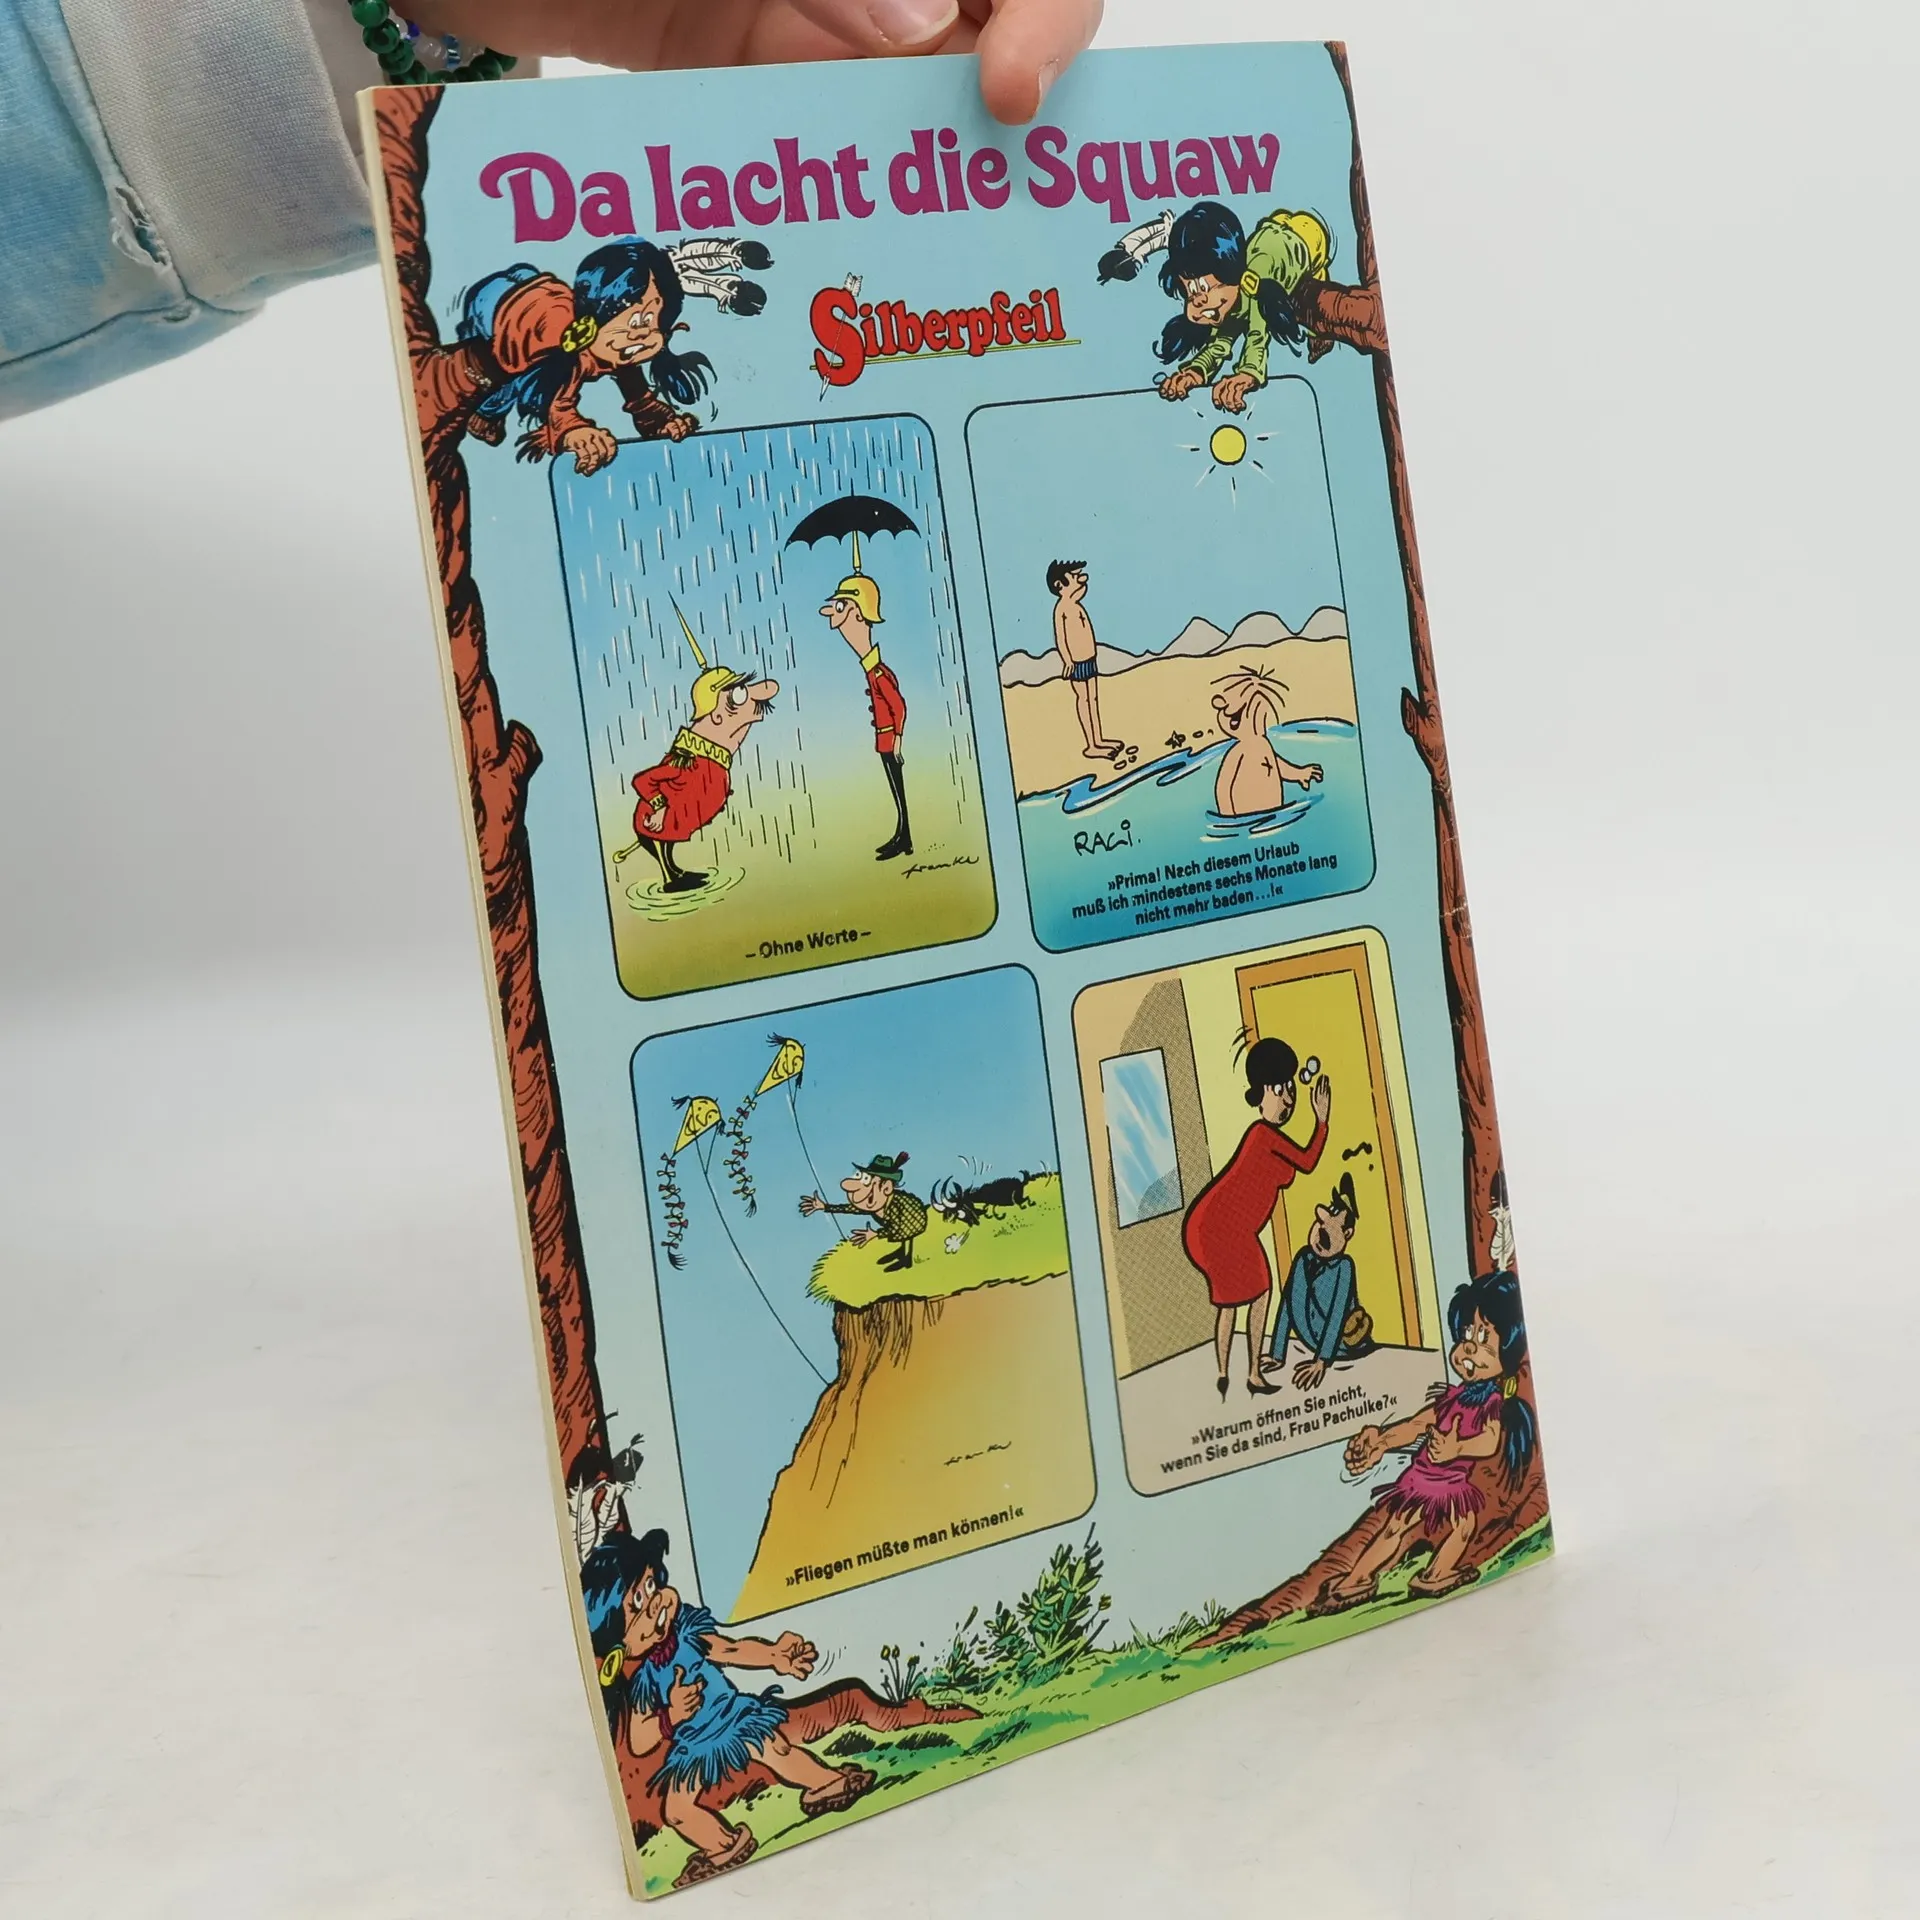 Da lacht die Squaw
Silberpfeil
Franke
– Ohne Worte –
RAGI.
»Prima! Nach diesem Urlaub
muß ich mindestens sechs Monate lang
nicht mehr baden...!«
Franke
»Fliegen müßte man können!«
»Warum öffnen Sie nicht,
wenn Sie da sind, Frau Pachulke?«